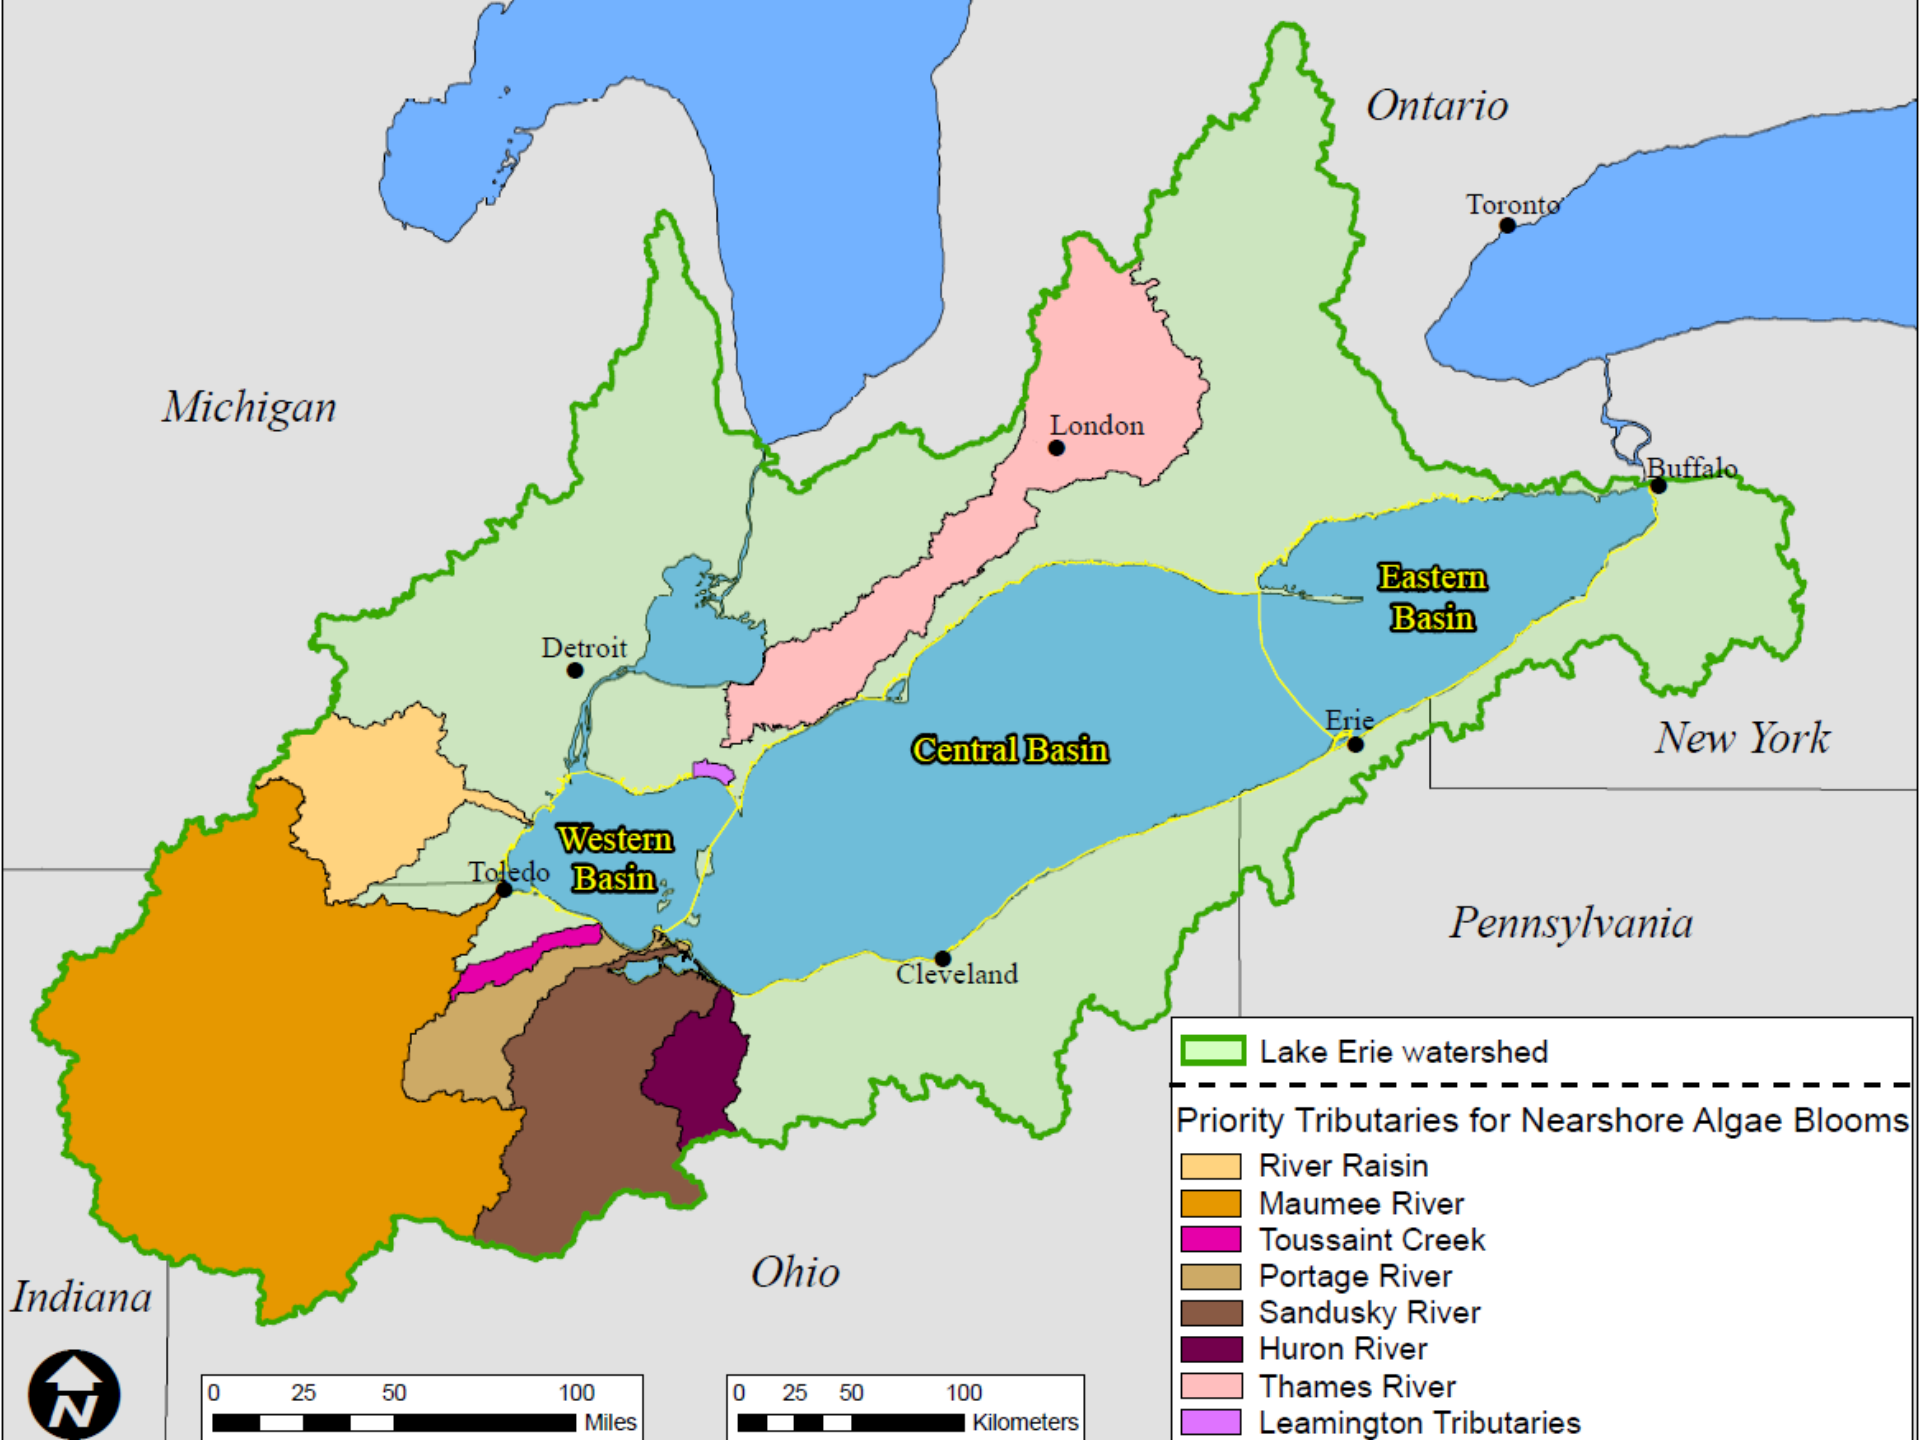 Ontario
Toronto
Michigan
London
Buffalo
Eastern
Basin
Detroit
Erie
New York
Central Basin
Western
Basin
Toledo
Pennsylvania
Cleveland
Lake Erie watershed
Priority Tributaries for Nearshore Algae Blooms
River Raisin
Maumee River
Toussaint Creek
Portage River
Sandusky River
Huron River
Thames River
Leamington Tributaries
Ohio
Indiana
N
0 25 50 100
Miles
0 25 50 100
Kilometers